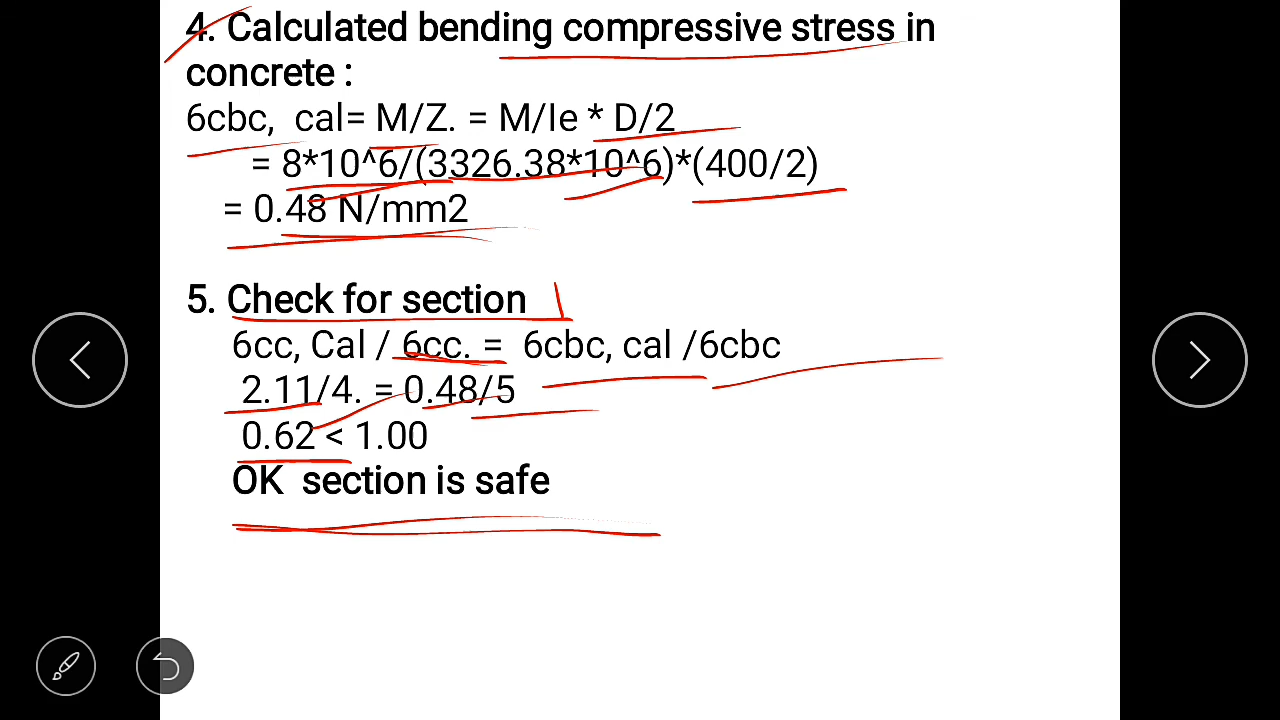 4. Calculated bending compressive stress in
concrete :
6cbc, cal= M/Z. = M/Ie * D/2
= 8*10^6/(3326.38*10^6)*(400/2)
= 0.48 N/mm2
5. Check for section
6cc, Cal / 6cc. = 6cbc, cal /6cbc
2.11/4. = 0.48/5
0.62 < 1.00
OK section is safe